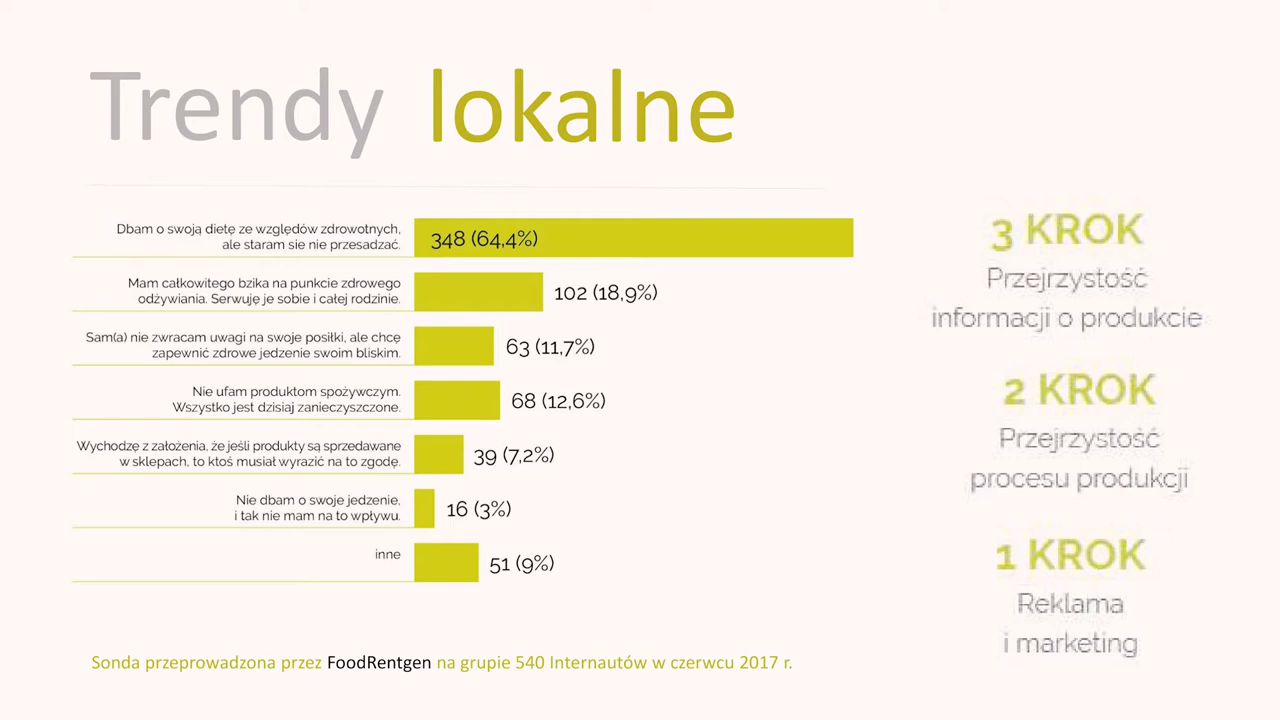 Trendy lokalne
Dbam o swoją dietę ze względów zdrowotnych,
ale staram sie nie przesadzać.
348 (64,4%)
Mam całkowitego bzika na punkcie zdrowego
odżywiania. Serwuję je sobie i całej rodzinie.
102 (18,9%)
Sam(a) nie zwracam uwagi na swoje posiłki, ale chcę
zapewnić zdrowe jedzenie swoim bliskim.
63 (11,7%)
Nie ufam produktom spożywczym.
Wszystko jest dzisiaj zanieczyszczone.
68 (12,6%)
Wychodzę z założenia, że jeśli produkty są sprzedawane
w sklepach, to ktoś musiał wyrazić na to zgodę.
39 (7,2%)
Nie dbam o swoje jedzenie,
i tak nie mam na to wpływu.
16 (3%)
inne
51 (9%)
3 KROK
Przejrzystość
informacji o produkcie
2 KROK
Przejrzystość
procesu produkcji
1 KROK
Reklama
i marketing
Sonda przeprowadzona przez FoodRentgen na grupie 540 Internautów w czerwcu 2017 r.